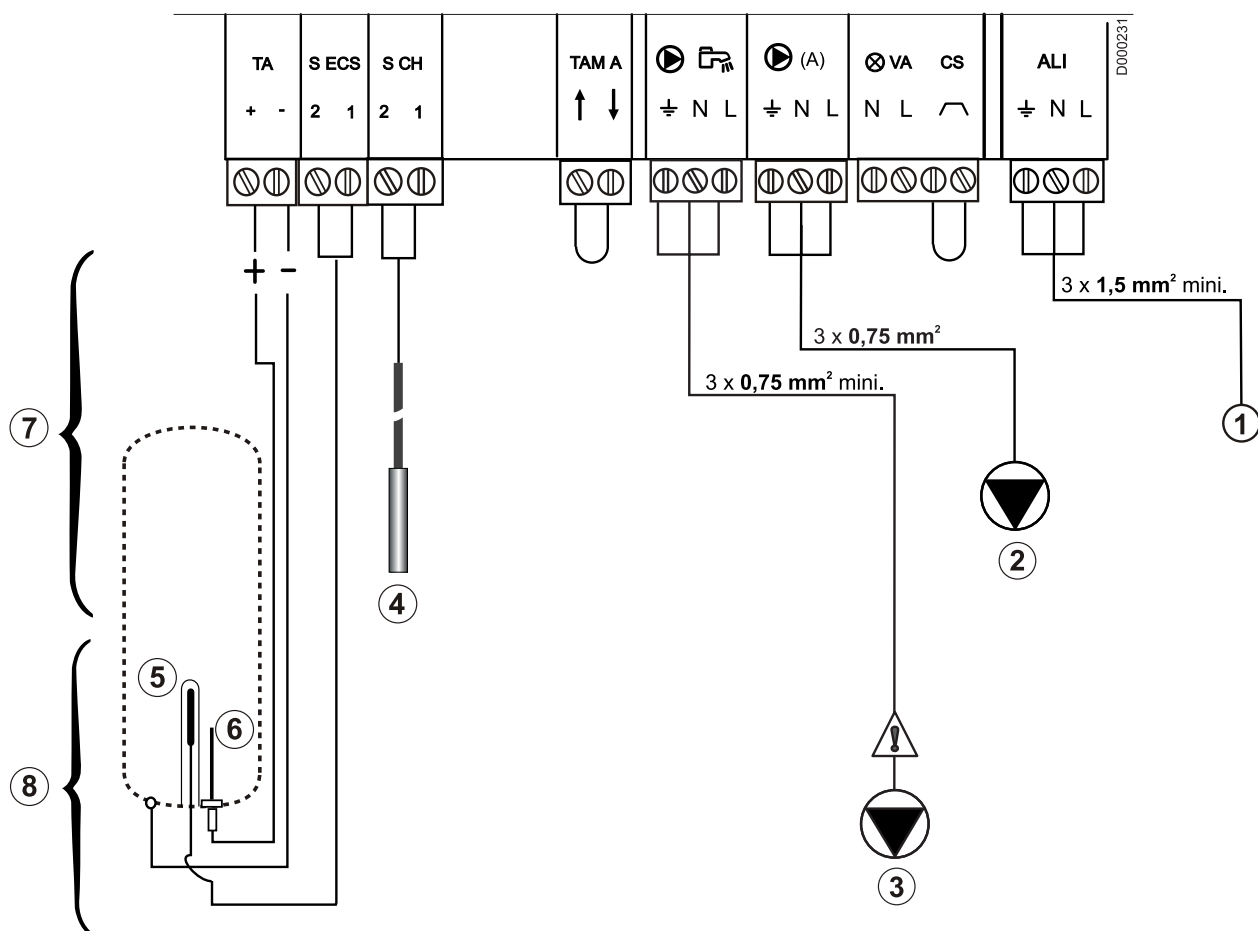 TA S ECS S CH TAM A (A) VA CS ALI
+ - 2 1 2 1 N L N L N L N L
D000231
+ -
3 x 1,5 mm² mini.
3 x 0,75 mm²
3 x 0,75 mm² mini.
7
1
2
4
5
6
!
8
3